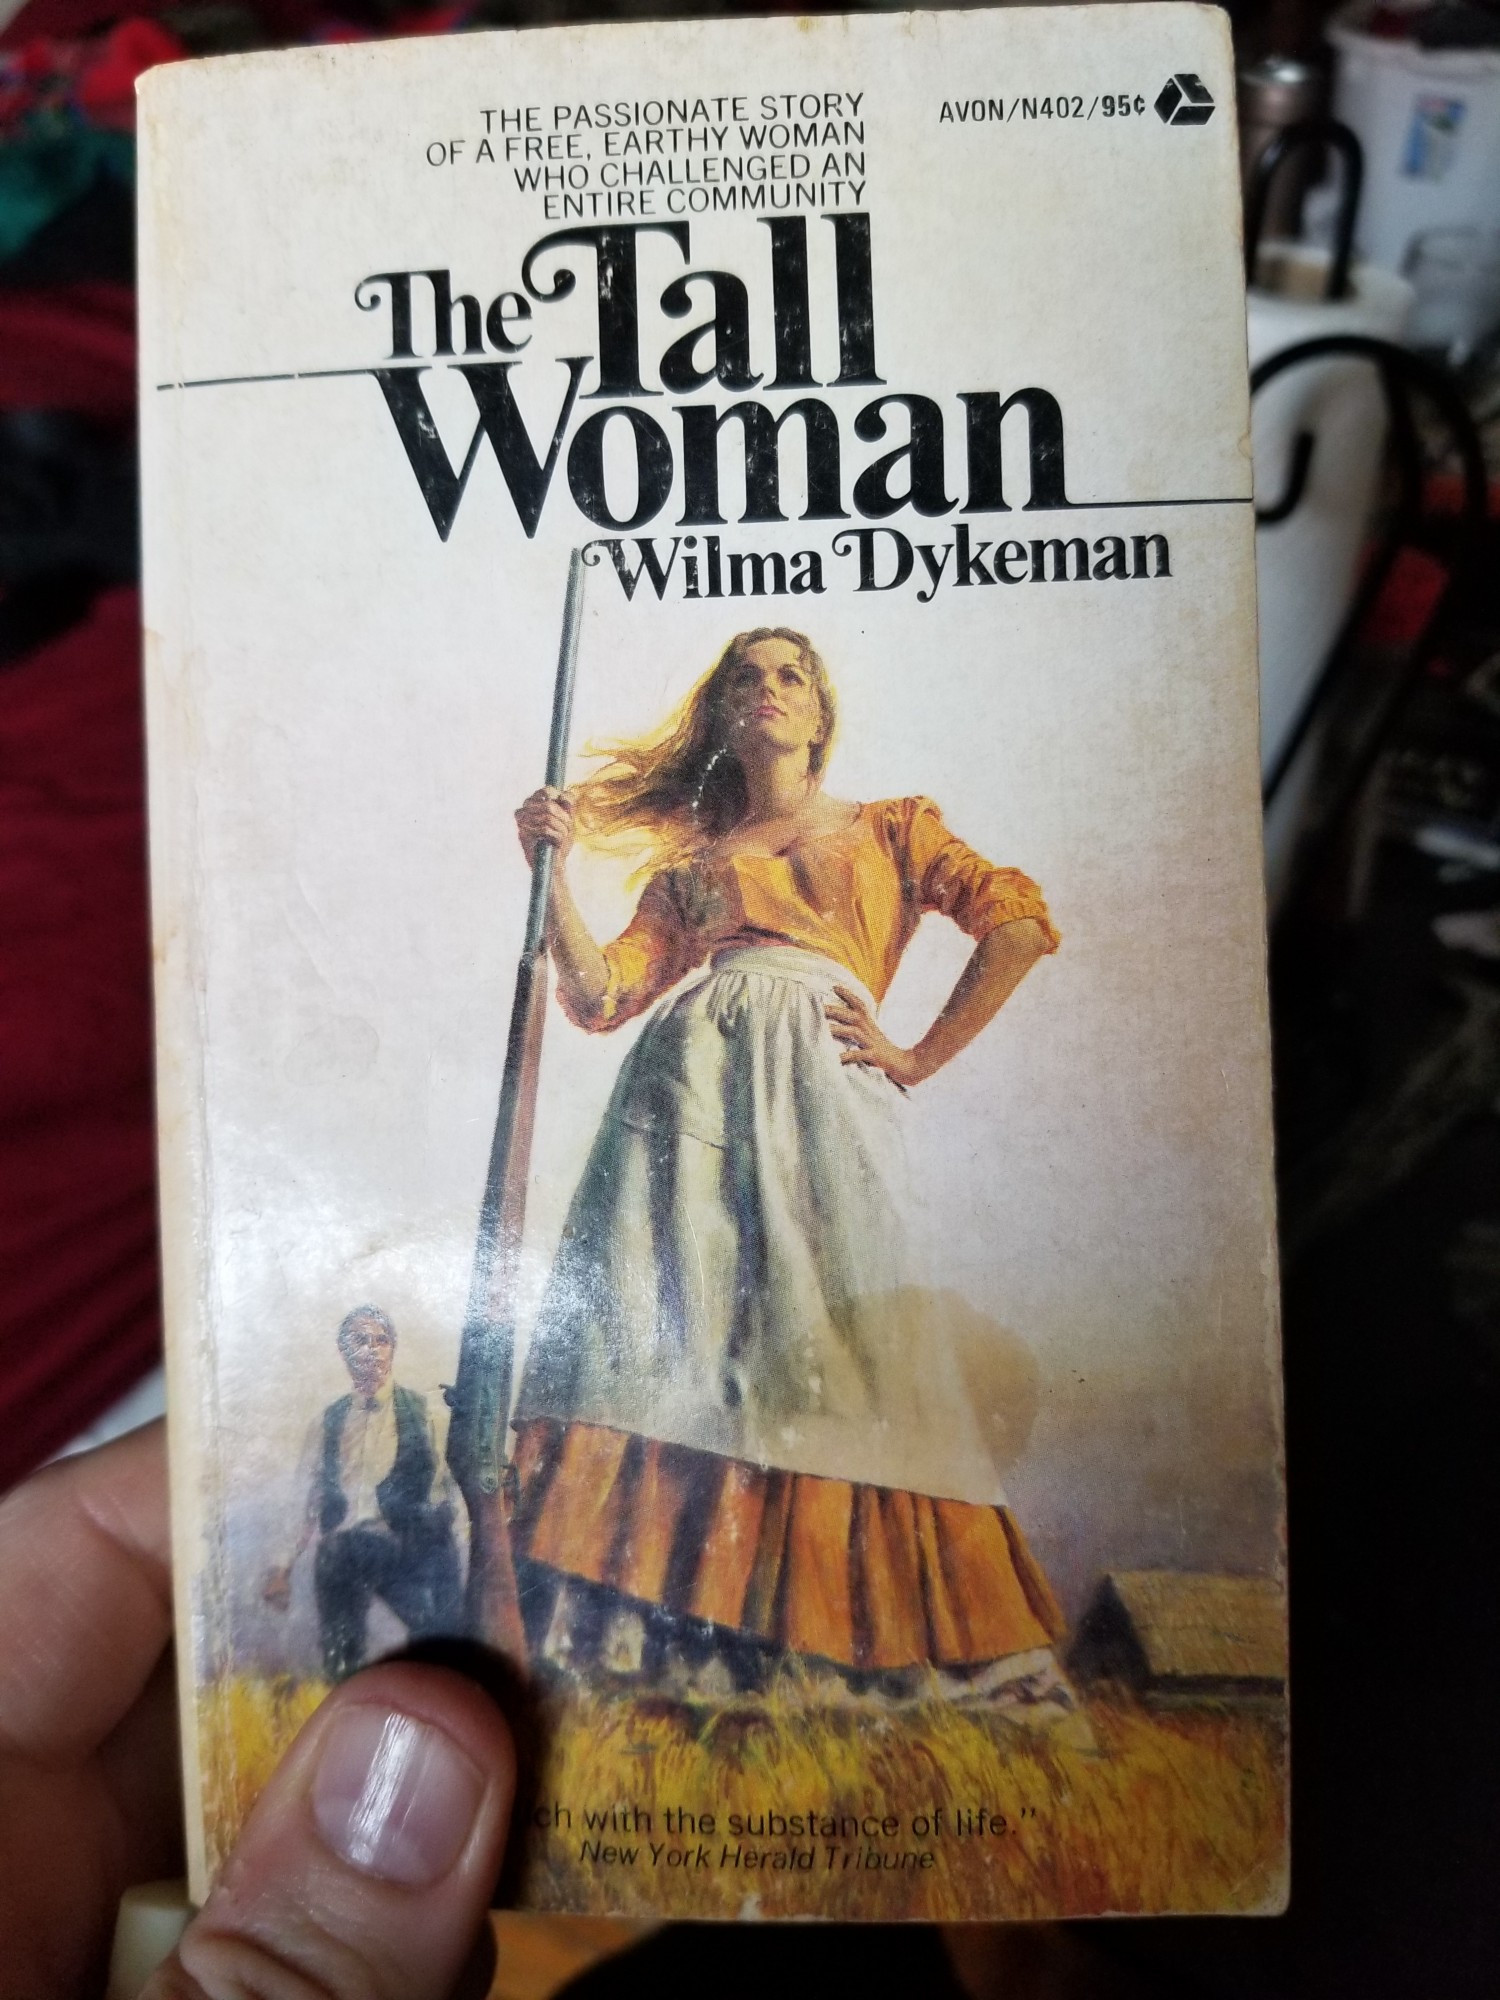 THE PASSIONATE STORY
OF A FREE, EARTHY WOMAN
WHO CHALLENGED AN
ENTIRE COMMUNITY
AVON/N402/95¢
The Tall
Woman
Wilma Dykeman
with the substance of life.”
New York Herald Tribune